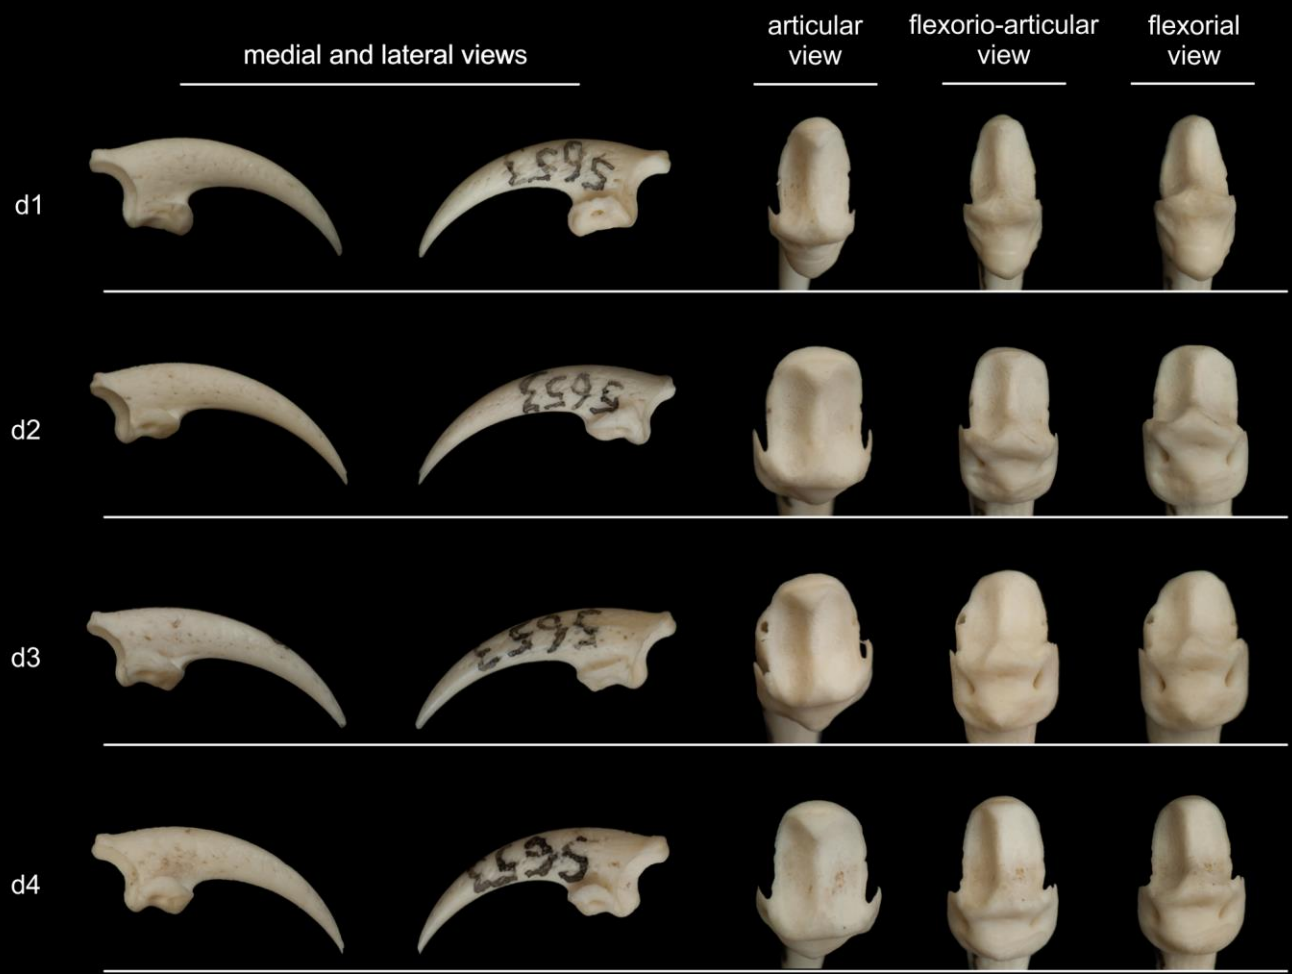 medial and lateral views
articular
view
flexorio-articular
view
flexorial
view
d1
d2
d3
d4